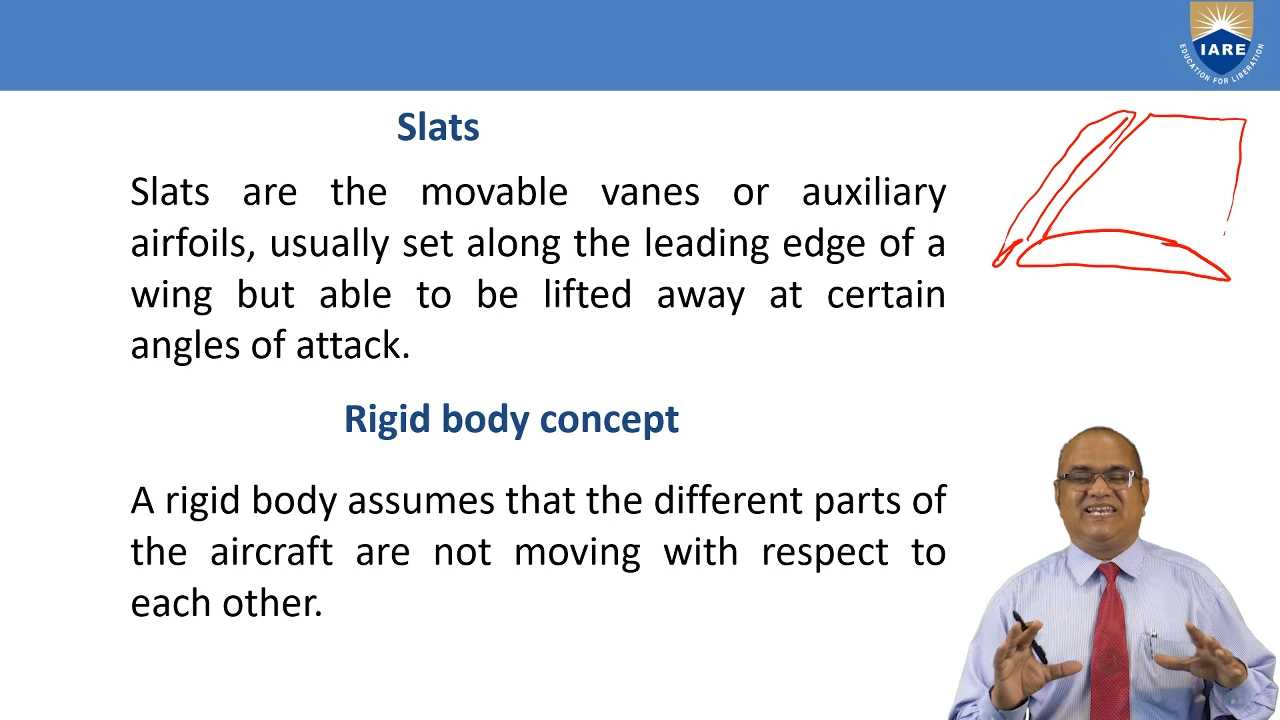 IARE
EDUCATION FOR LIBERATION
Slats
Slats are the movable vanes or auxiliary
airfoils, usually set along the leading edge of a
wing but able to be lifted away at certain
angles of attack.
Rigid body concept
A rigid body assumes that the different parts of
the aircraft are not moving with respect to
each other.